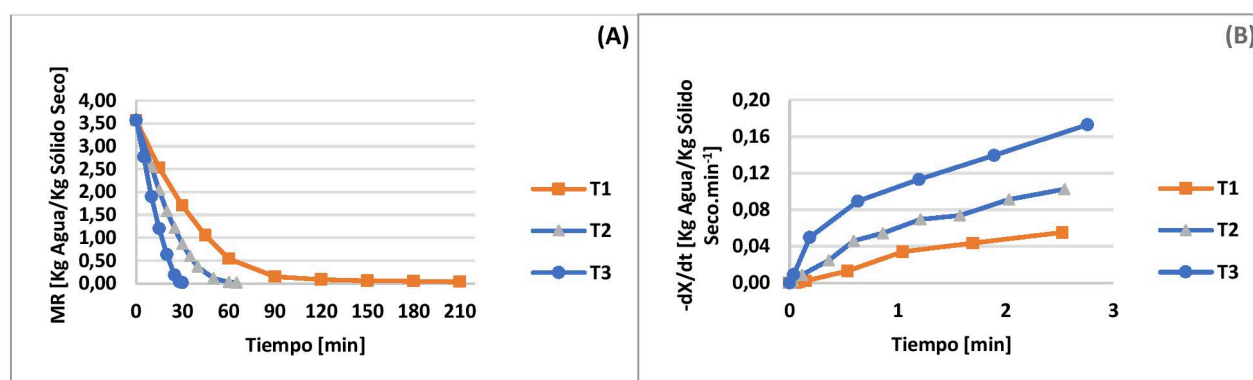 (A)
MR [Kg Agua/Kg Sólido Seco]
4,00
3,50
3,00
2,50
2,00
1,50
1,00
0,50
0,00
0 30 60 90 120 150 180 210
Tiempo [min]
T1
T2
T3
(B)
-dX/dt [Kg Agua/Kg Sólido
Seco.min⁻¹]
0,20
0,16
0,12
0,08
0,04
0,00
0 1 2 3
Tiempo [min]
T1
T2
T3